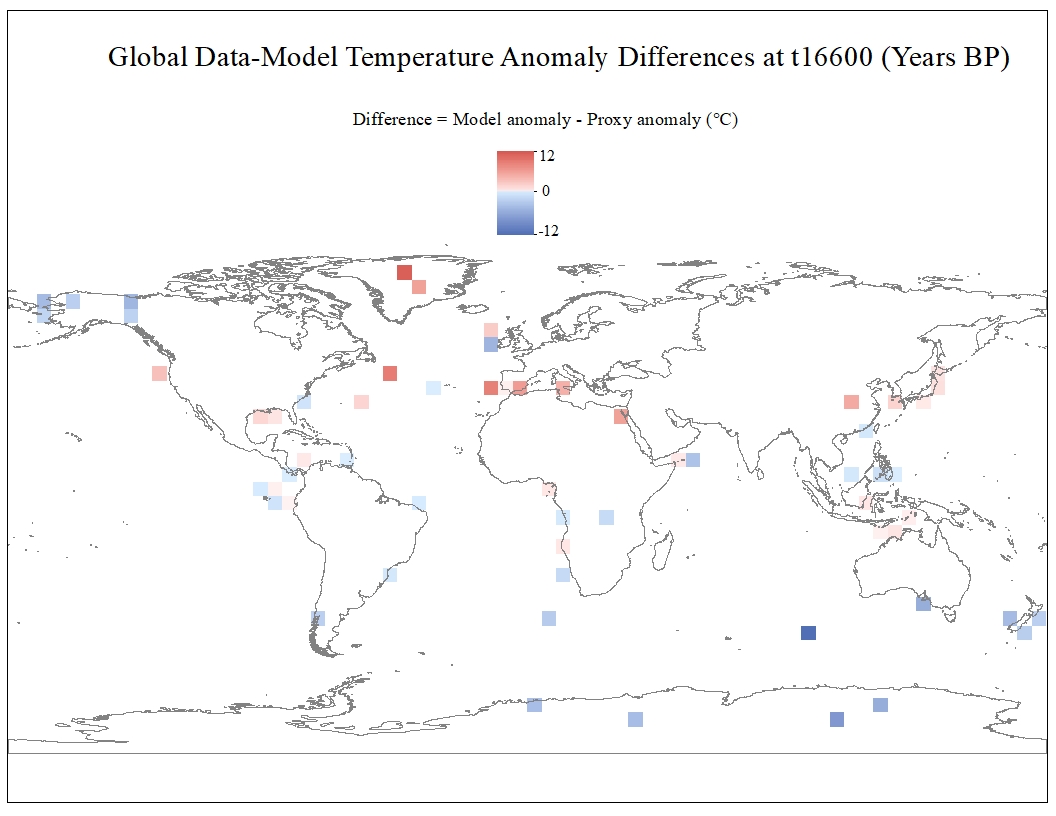 Global Data-Model Temperature Anomaly Differences at t16600 (Years BP)
Difference = Model anomaly - Proxy anomaly (°C)
12
0
-12